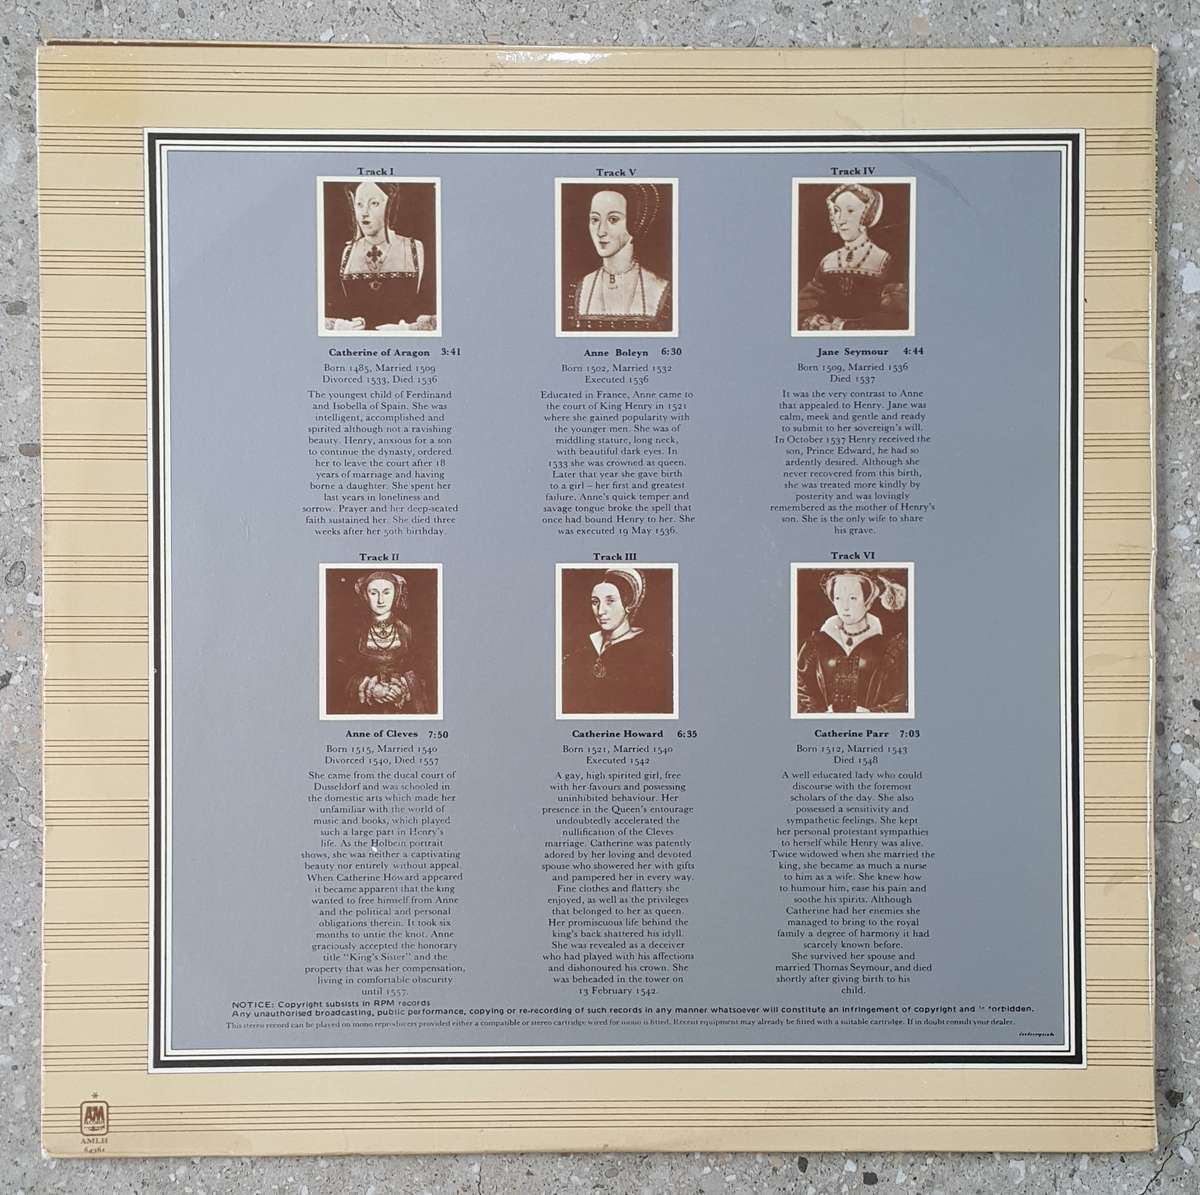 Track I
Catherine of Aragon 3:41
Born 1485, Married 1509
Divorced 1533, Died 1536
The youngest child of Ferdinand
and Isobella of Spain. She was
intelligent, accomplished and
spirited although not a ravishing
beauty. Henry, anxious for a son
to continue the dynasty, ordered
her to leave the court after 18
years of marriage and having
borne a daughter. She spent her
last years in loneliness and
sorrow. Prayer and her deep-seated
faith sustained her. She died three
weeks after her 50th birthday.
Track V
B
Anne Boleyn 6:30
Born 1502, Married 1532
Executed 1536
Educated in France, Anne came to
the court of King Henry in 1521
where she gained popularity with
the younger men. She was of
middling stature, long neck,
with beautiful dark eyes. In
1533 she was crowned as queen.
Later that year she gave birth
to a girl – her first and greatest
failure. Anne's quick temper and
savage tongue broke the spell that
once had bound Henry to her. She
was executed 19 May 1536.
Track IV
Jane Seymour 4:44
Born 1509, Married 1536
Died 1537
It was the very contrast to Anne
that appealed to Henry. Jane was
calm, meek and gentle and ready
to submit to her sovereign's will.
In October 1537 Henry received the
son, Prince Edward, he had so
ardently desired. Although she
never recovered from this birth,
she was treated more kindly by
posterity and was lovingly
remembered as the mother of Henry's
son. She is the only wife to share
his grave.
Track II
Anne of Cleves 7:50
Born 1515, Married 1540
Divorced 1540, Died 1557
She came from the ducal court of
Dusseldorf and was schooled in
the domestic arts which made her
unfamiliar with the world of
music and books, which played
such a large part in Henry's
life. As the Holbein portrait
shows, she was neither a captivating
beauty nor entirely without appeal.
When Catherine Howard appeared
it became apparent that the king
wanted to free himself from Anne
and the political and personal
obligations therein. It took six
months to untie the knot. Anne
graciously accepted the honorary
title "King's Sister" and the
property that was her compensation,
living in comfortable obscurity
until 1557.
Track III
Catherine Howard 6:35
Born 1521, Married 1540
Executed 1542
A gay, high spirited girl, free
with her favours and possessing
uninhibited behaviour. Her
presence in the Queen's entourage
undoubtedly accelerated the
nullification of the Cleves
marriage. Catherine was patently
adored by her loving and devoted
spouse who showered her with gifts
and pampered her in every way.
Fine clothes and flattery she
enjoyed, as well as the privileges
that belonged to her as queen.
Her promiscuous life behind the
king's back shattered his idyll.
She was revealed as a deceiver
who had played with his affections
and dishonoured his crown. She
was beheaded in the tower on
13 February 1542.
Track VI
Catherine Parr 7:03
Born 1512, Married 1543
Died 1548
A well educated lady who could
discourse with the foremost
scholars of the day. She also
possessed a sensitivity and
sympathetic feelings. She kept
her personal protestant sympathies
to herself while Henry was alive.
Twice widowed when she married the
king, she became as much a nurse
to him as a wife. She knew how
to humour him, ease his pain and
soothe his spirits. Although
Catherine had her enemies she
managed to bring to the royal
family a degree of harmony it had
scarcely known before.
She survived her spouse and
married Thomas Seymour, and died
shortly after giving birth to his
child.
NOTICE: Copyright subsists in RPM records
Any unauthorised broadcasting, public performance, copying or re-recording of such records in any manner whatsoever will constitute an infringement of copyright and is forbidden.
This stereo record can be played on mono reproducers provided either a compatible or stereo cartridge wired for mono is fitted. Recent equipment may already be fitted with a suitable cartridge. If in doubt consult your dealer.
AM
AMLH
64361